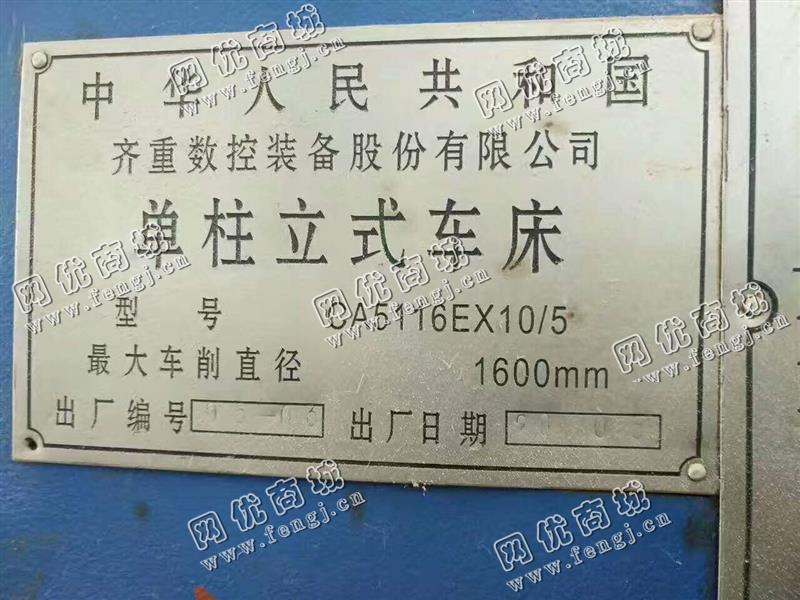 中华人民共和国
齐重数控装备股份有限公司
单柱立式车床
型号 CA5116EX10/5
最大车削直径 1600mm
出厂编号 出厂日期
网优商城
www.fengj.cn